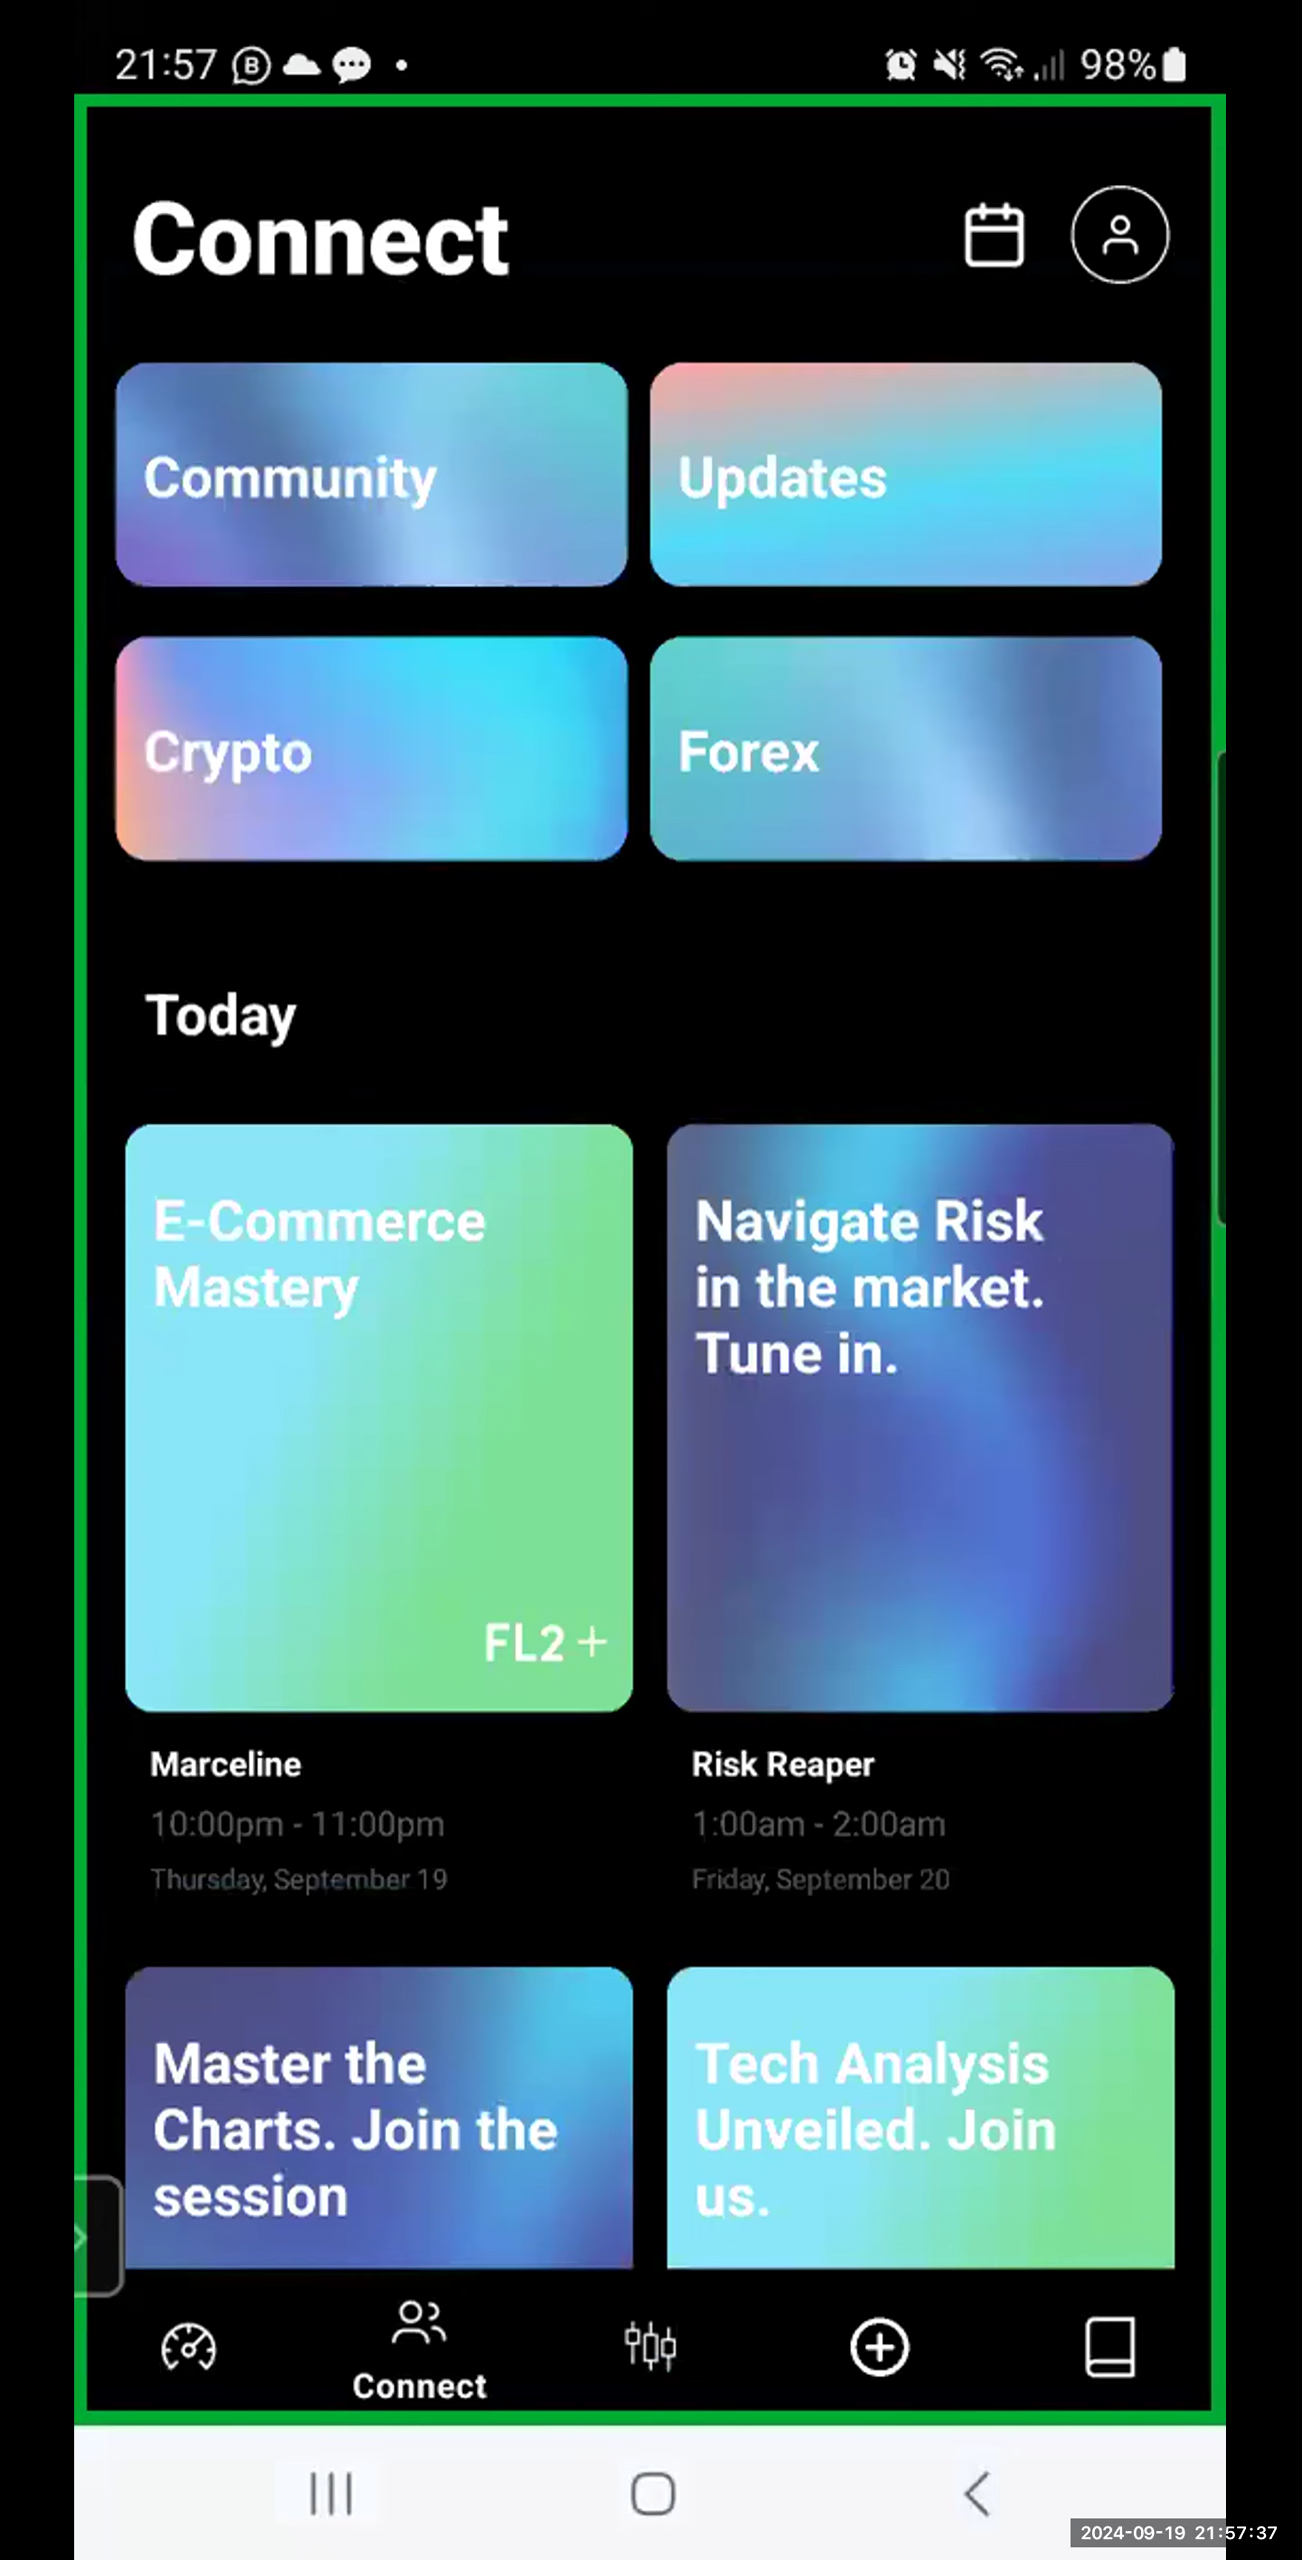 21:57
98%
Connect
Community
Updates
Crypto
Forex
Today
E-Commerce
Mastery
FL2 +
Marceline
10:00pm - 11:00pm
Thursday, September 19
Navigate Risk
in the market.
Tune in.
Risk Reaper
1:00am - 2:00am
Friday, September 20
Master the
Charts. Join the
session
Tech Analysis
Unveiled. Join
us.
Connect
2024-09-19 21:57:37